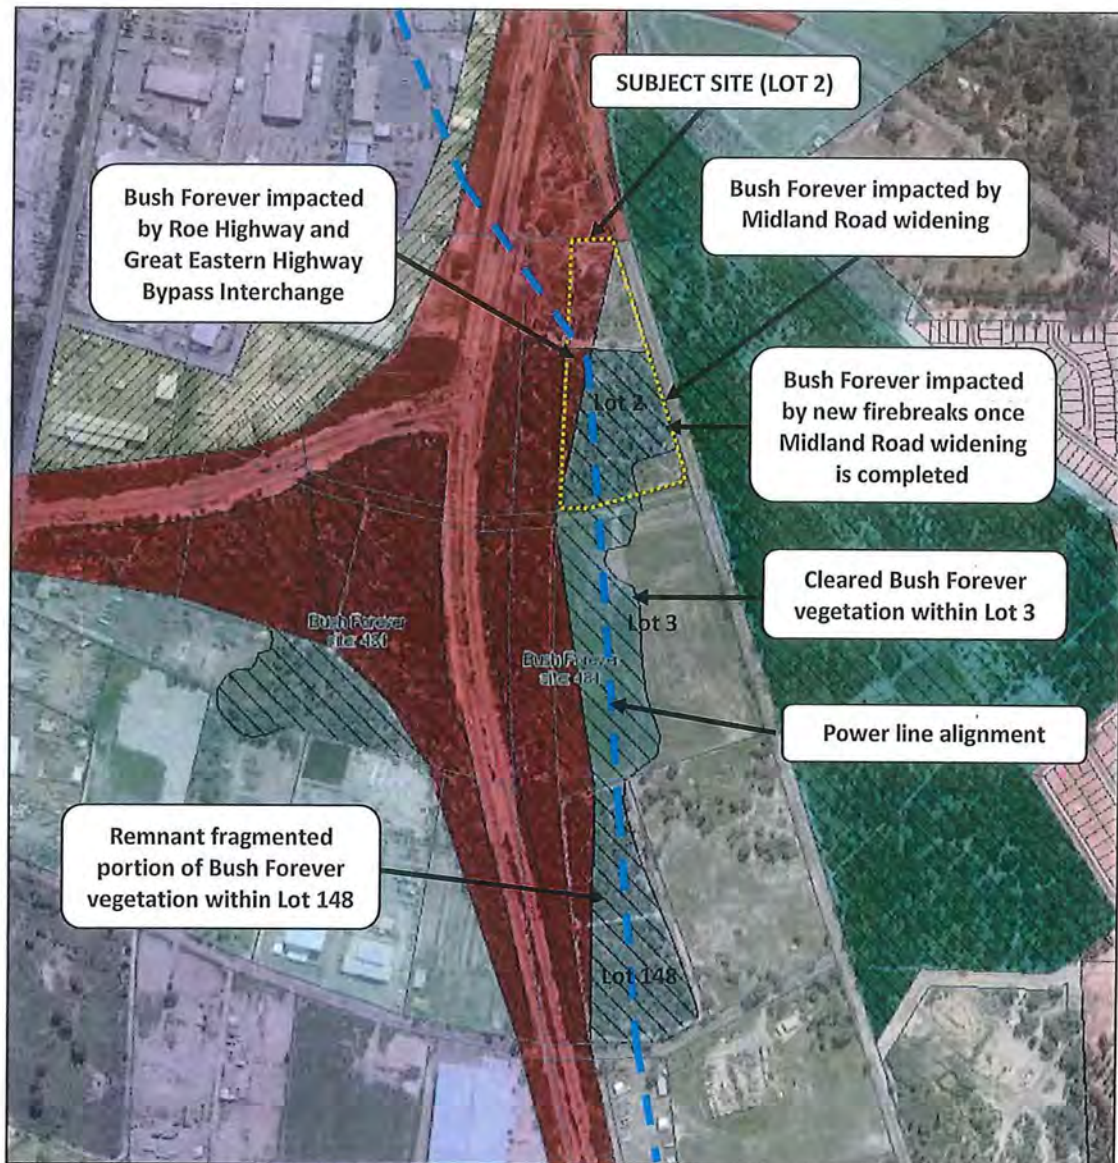 SUBJECT SITE (LOT 2)
Bush Forever impacted
by Roe Highway and
Great Eastern Highway
Bypass Interchange
Bush Forever impacted by
Midland Road widening
Bush Forever impacted
by new firebreaks once
Midland Road widening
is completed
Lot 2
Cleared Bush Forever
vegetation within Lot 3
Lot 3
Bush Forever
site: 481
Bush Forever
site: 481
Power line alignment
Remnant fragmented
portion of Bush Forever
vegetation within Lot 148
Lot 148